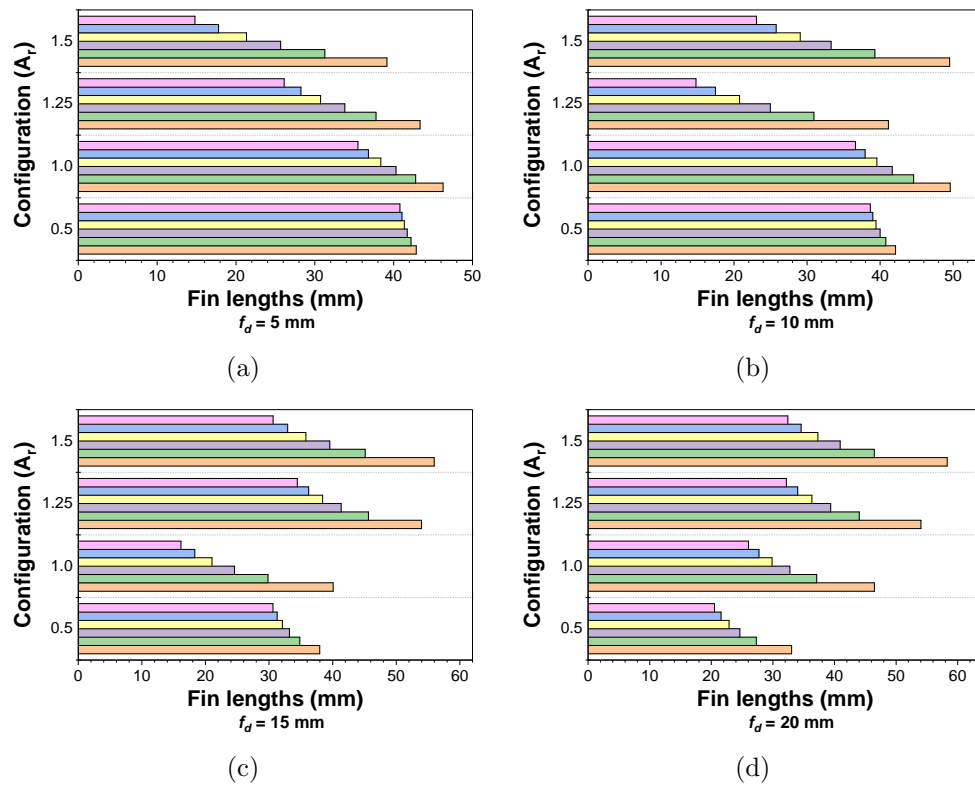 Configuration (Ar)
1.5
1.25
1.0
0.5
0 10 20 30 40 50
Fin lengths (mm)
fd = 5 mm
(a)
Configuration (Ar)
1.5
1.25
1.0
0.5
0 10 20 30 40 50
Fin lengths (mm)
fd = 10 mm
(b)
Configuration (Ar)
1.5
1.25
1.0
0.5
0 10 20 30 40 50 60
Fin lengths (mm)
fd = 15 mm
(c)
Configuration (Ar)
1.5
1.25
1.0
0.5
0 10 20 30 40 50 60
Fin lengths (mm)
fd = 20 mm
(d)